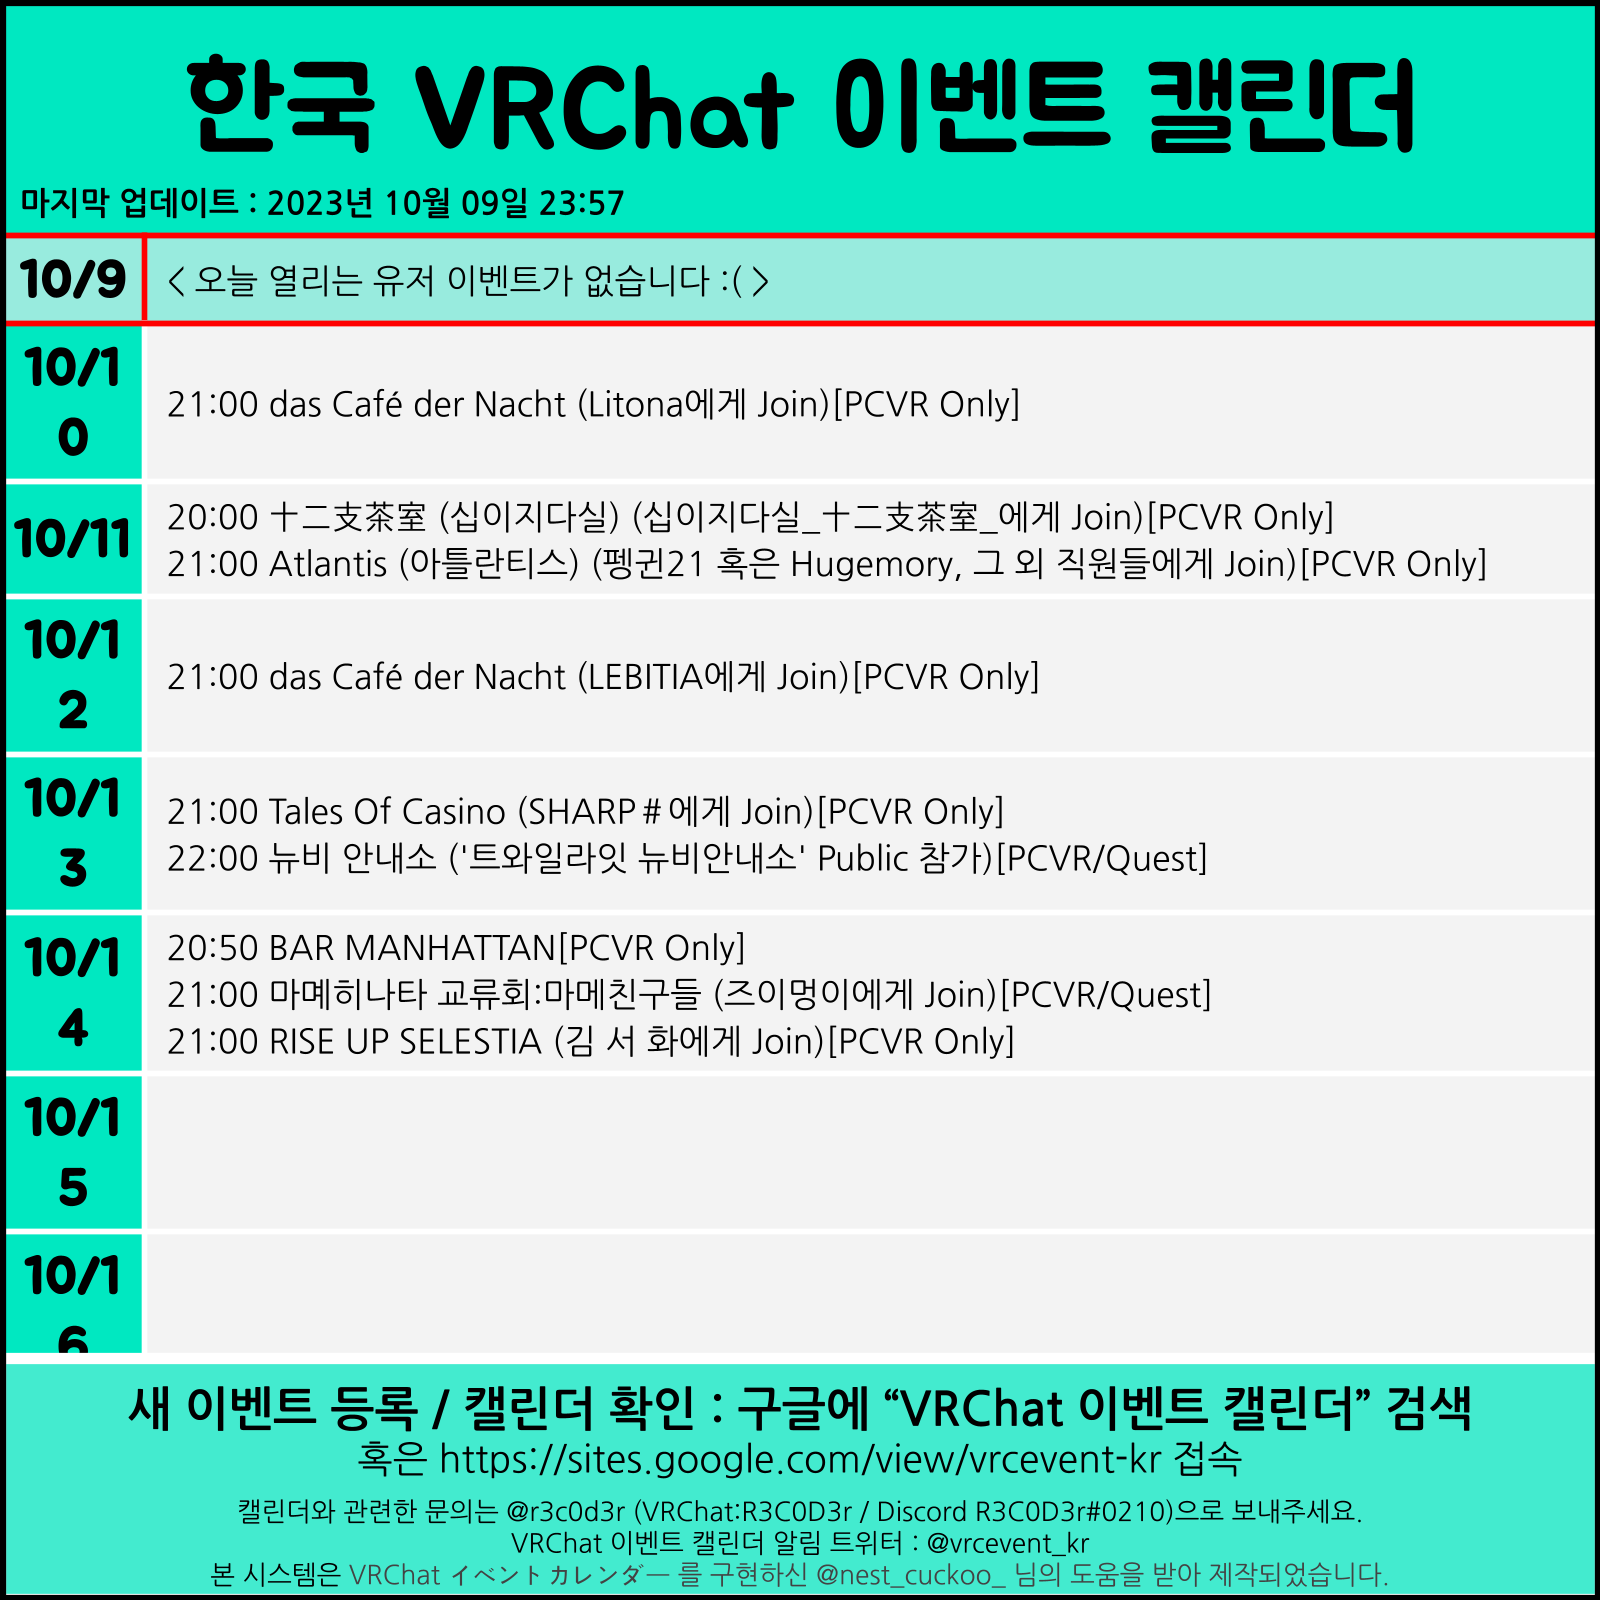 한국 VRChat 이벤트 캘린더
마지막 업데이트 : 2023년 10월 09일 23:57
10/9
< 오늘 열리는 유저 이벤트가 없습니다 :( >
10/1
0
21:00 das Café der Nacht (Litona에게 Join)[PCVR Only]
10/11
20:00 十二支茶室 (십이지다실) (십이지다실_十二支茶室_에게 Join)[PCVR Only]
21:00 Atlantis (아틀란티스) (펭귄21 혹은 Hugemory, 그 외 직원들에게 Join)[PCVR Only]
10/1
2
21:00 das Café der Nacht (LEBITIA에게 Join)[PCVR Only]
10/1
3
21:00 Tales Of Casino (SHARP＃에게 Join)[PCVR Only]
22:00 뉴비 안내소 ('트와일라잇 뉴비안내소' Public 참가)[PCVR/Quest]
10/1
4
20:50 BAR MANHATTAN[PCVR Only]
21:00 마몌히나타 교류회:마메친구들 (즈이멍이에게 Join)[PCVR/Quest]
21:00 RISE UP SELESTIA (김 서 화에게 Join)[PCVR Only]
10/1
5
10/1
6
새 이벤트 등록 / 캘린더 확인 : 구글에 “VRChat 이벤트 캘린더” 검색
혹은 https://sites.google.com/view/vrcevent-kr 접속
캘린더와 관련한 문의는 @r3c0d3r (VRChat:R3C0D3r / Discord R3C0D3r#0210)으로 보내주세요.
VRChat 이벤트 캘린더 알림 트위터 : @vrcevent_kr
본 시스템은 VRChat イベントカレンダー 를 구현하신 @nest_cuckoo_ 님의 도움을 받아 제작되었습니다.